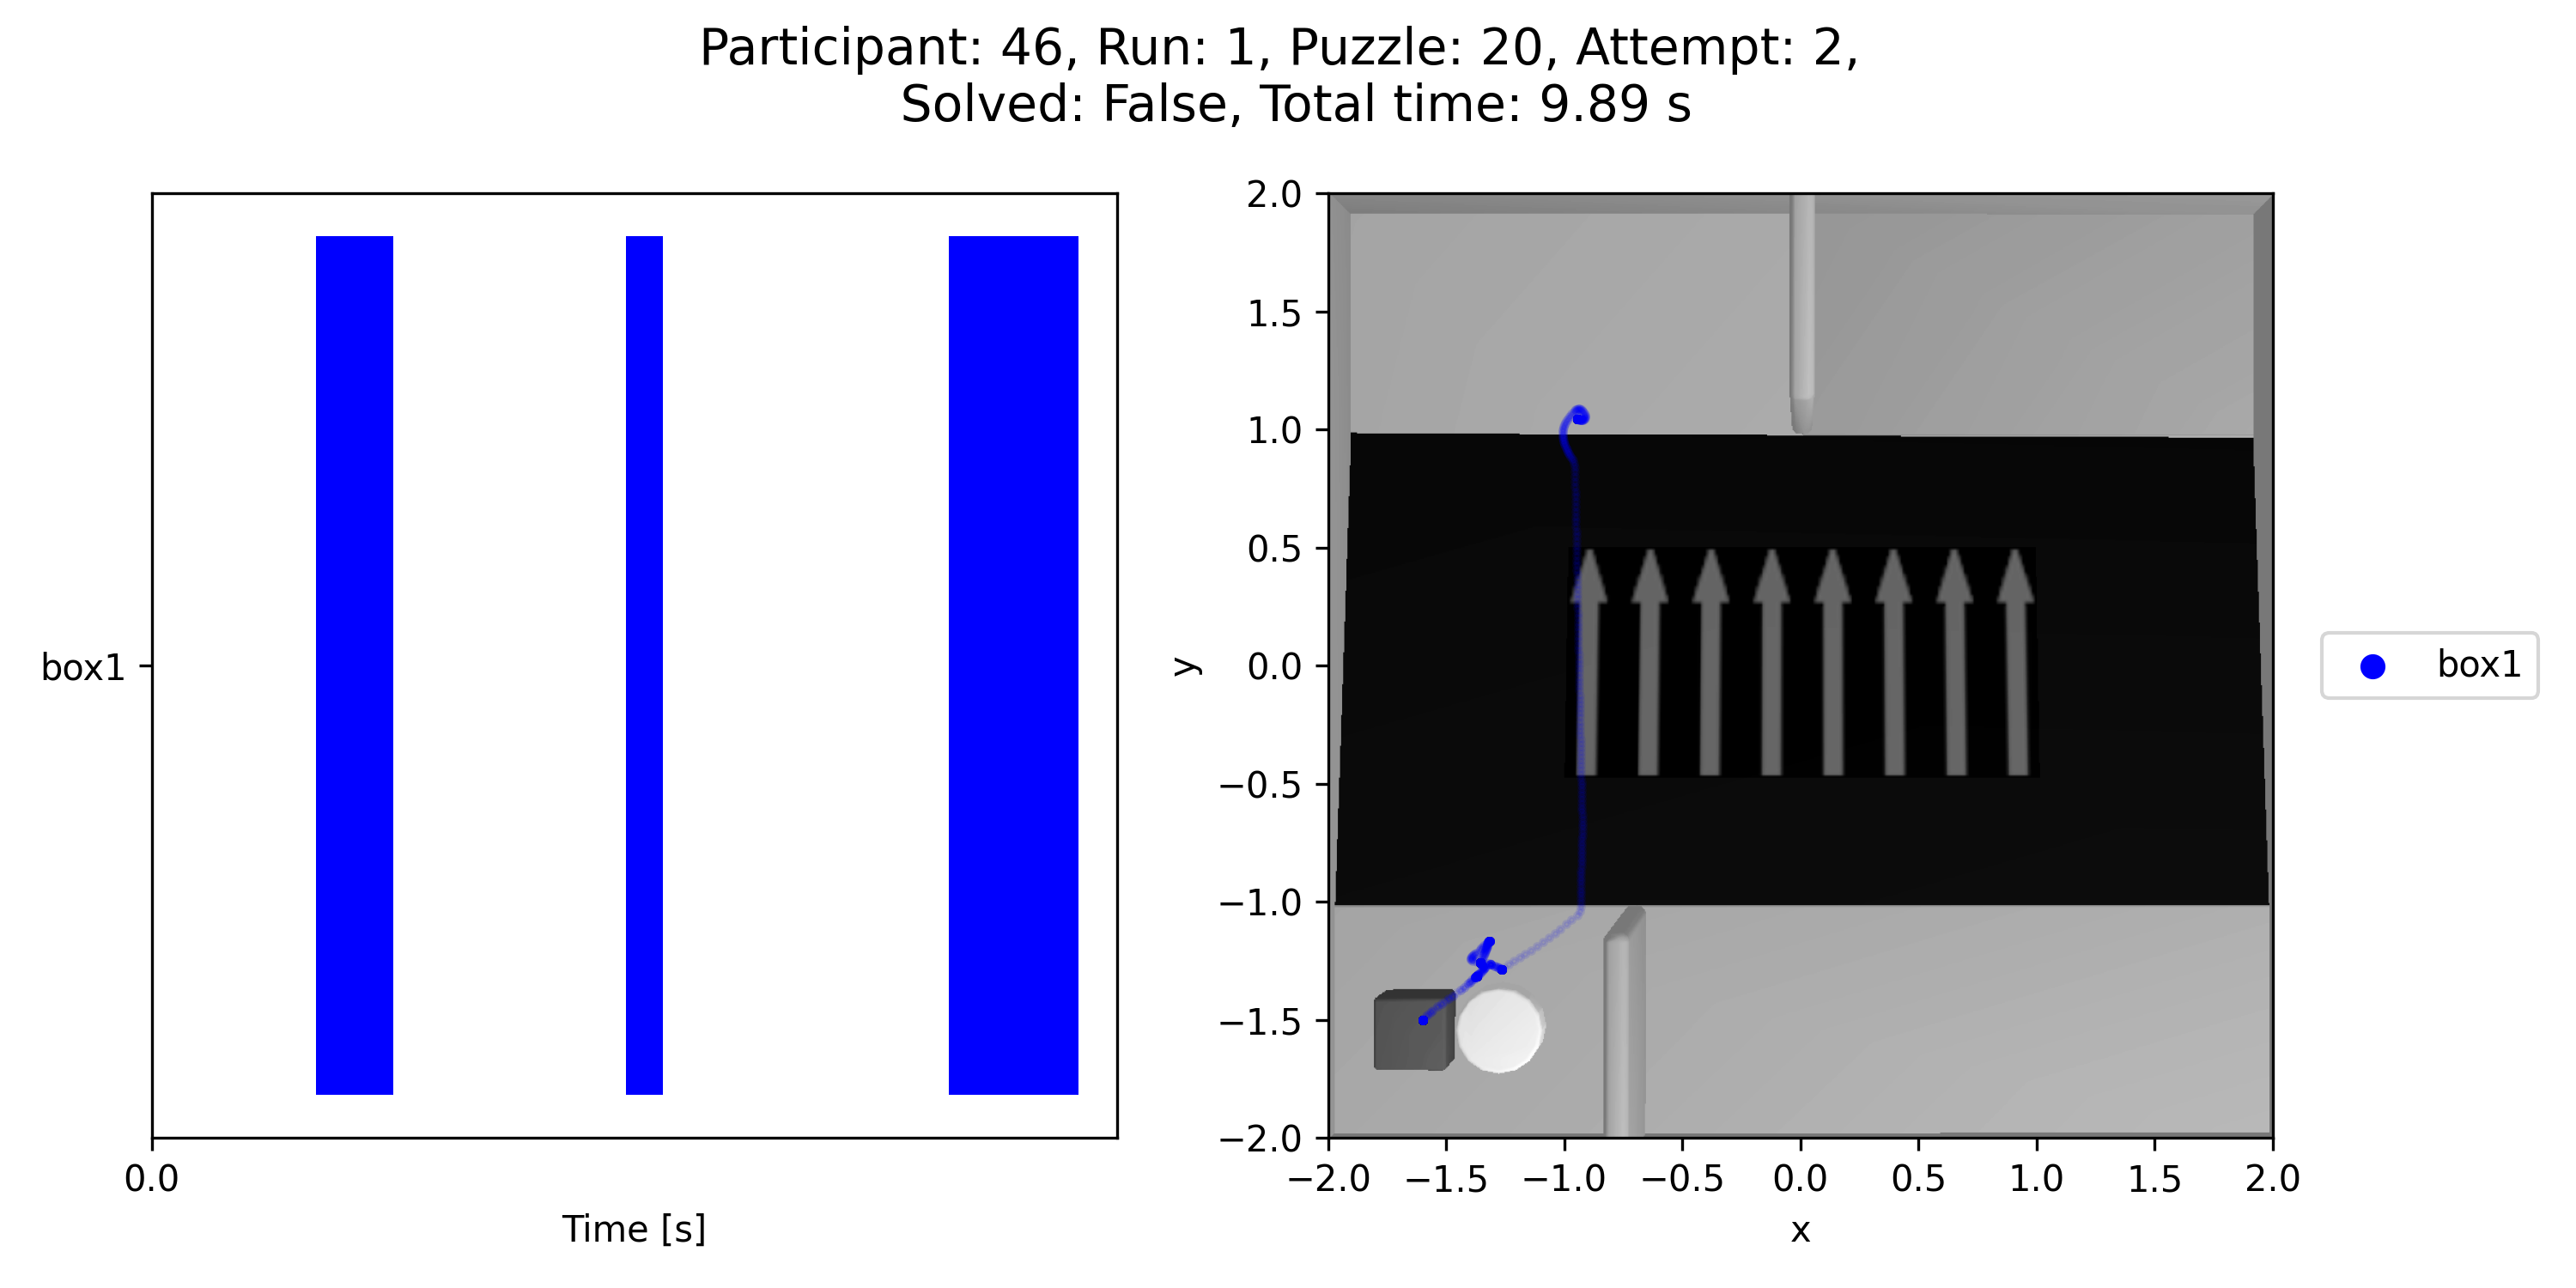 Participant: 46, Run: 1, Puzzle: 20, Attempt: 2,
Solved: False, Total time: 9.89 s
box1
0.0
Time [s]
2.0
1.5
1.0
0.5
0.0
−0.5
−1.0
−1.5
−2.0
y
−2.0 −1.5 −1.0 −0.5 0.0 0.5 1.0 1.5 2.0
x
box1